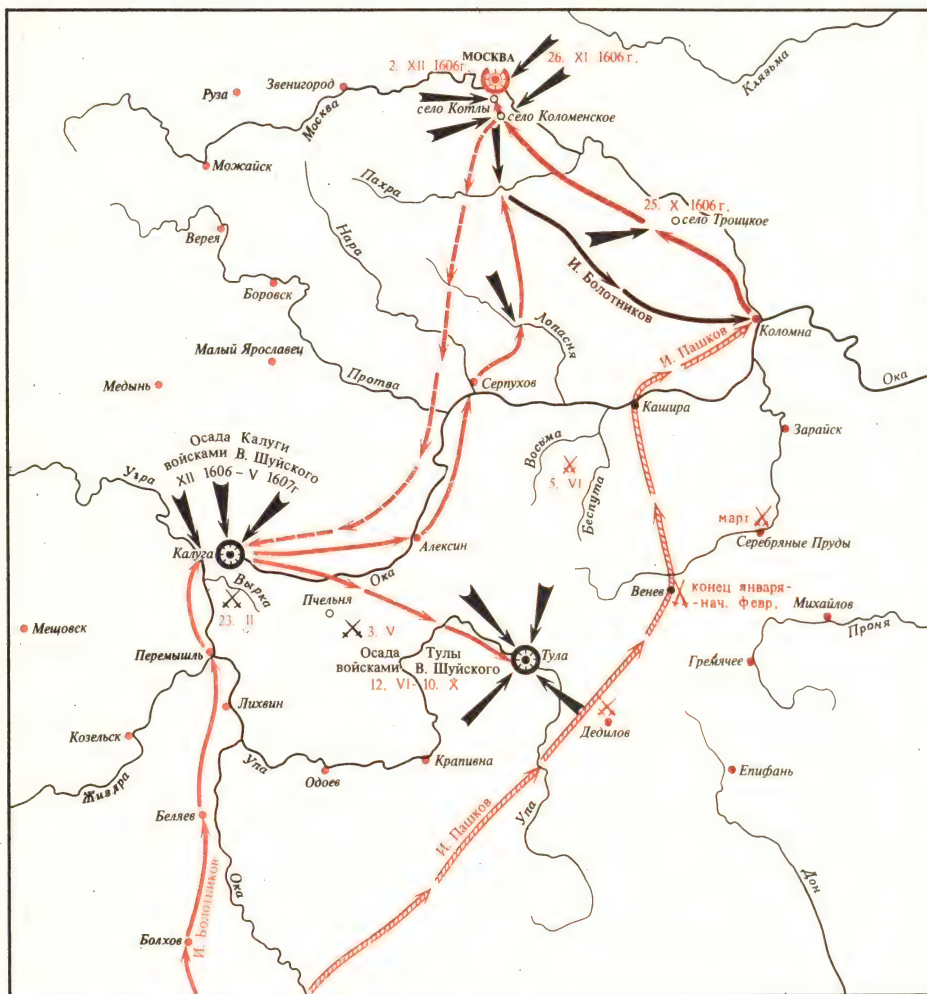 МОСКВА
2. XII 1606г.
26. XI 1606 г.
Клязьма
Звенигород
Руза
Москва
село Котлы
село Коломенское
Можайск
Пахра
25. X 1606 г.
село Троицкое
Верея
Нара
Боровск
И. Болотников
Лопасня
Коломна
Малый Ярославец
И. Пашков
Медынь
Протва
Серпухов
Ока
Кашира
Зарайск
Осада Калуги
войсками В. Шуйского
XII 1606 – V 1607г
Угра
Восьма
5. VI
Беспута
март
Серебряные Пруды
Калуга
Алексин
Ока
Вырка
23. II
Пчельня
3. V
Венев
конец января-
-нач. февр.
Михайлов
Проня
Мещовск
Перемышль
Осада Тулы
войсками В. Шуйского
12. VI – 10. X
Тула
Гремячее
Лихвин
Дедилов
Козельск
Упа
Крапивна
Одоев
Епифань
Жиздра
Беляев
И. Пашков
Упа
Ока
Дон
И. Болотников
Болхов